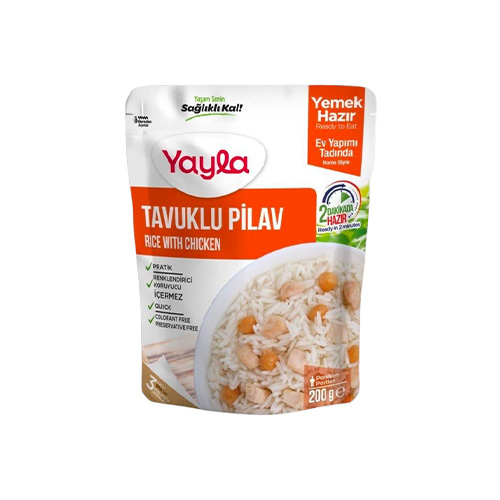 Yaşam Senin
Sağlıklı Kal!
Yemek
Hazır
Ready to Eat
Ev Yapımı
Tadında
Home Style
Yayla
2 DAKİKADA
HAZIR
Ready in 2 minutes
TAVUKLU PİLAV
RICE WITH CHICKEN
PRATİK
RENKLENDİRİCİ
KORUYUCU
İÇERMEZ
QUICK
COLORANT FREE
PRESERVATIVE FREE
3
Portion
200 g e